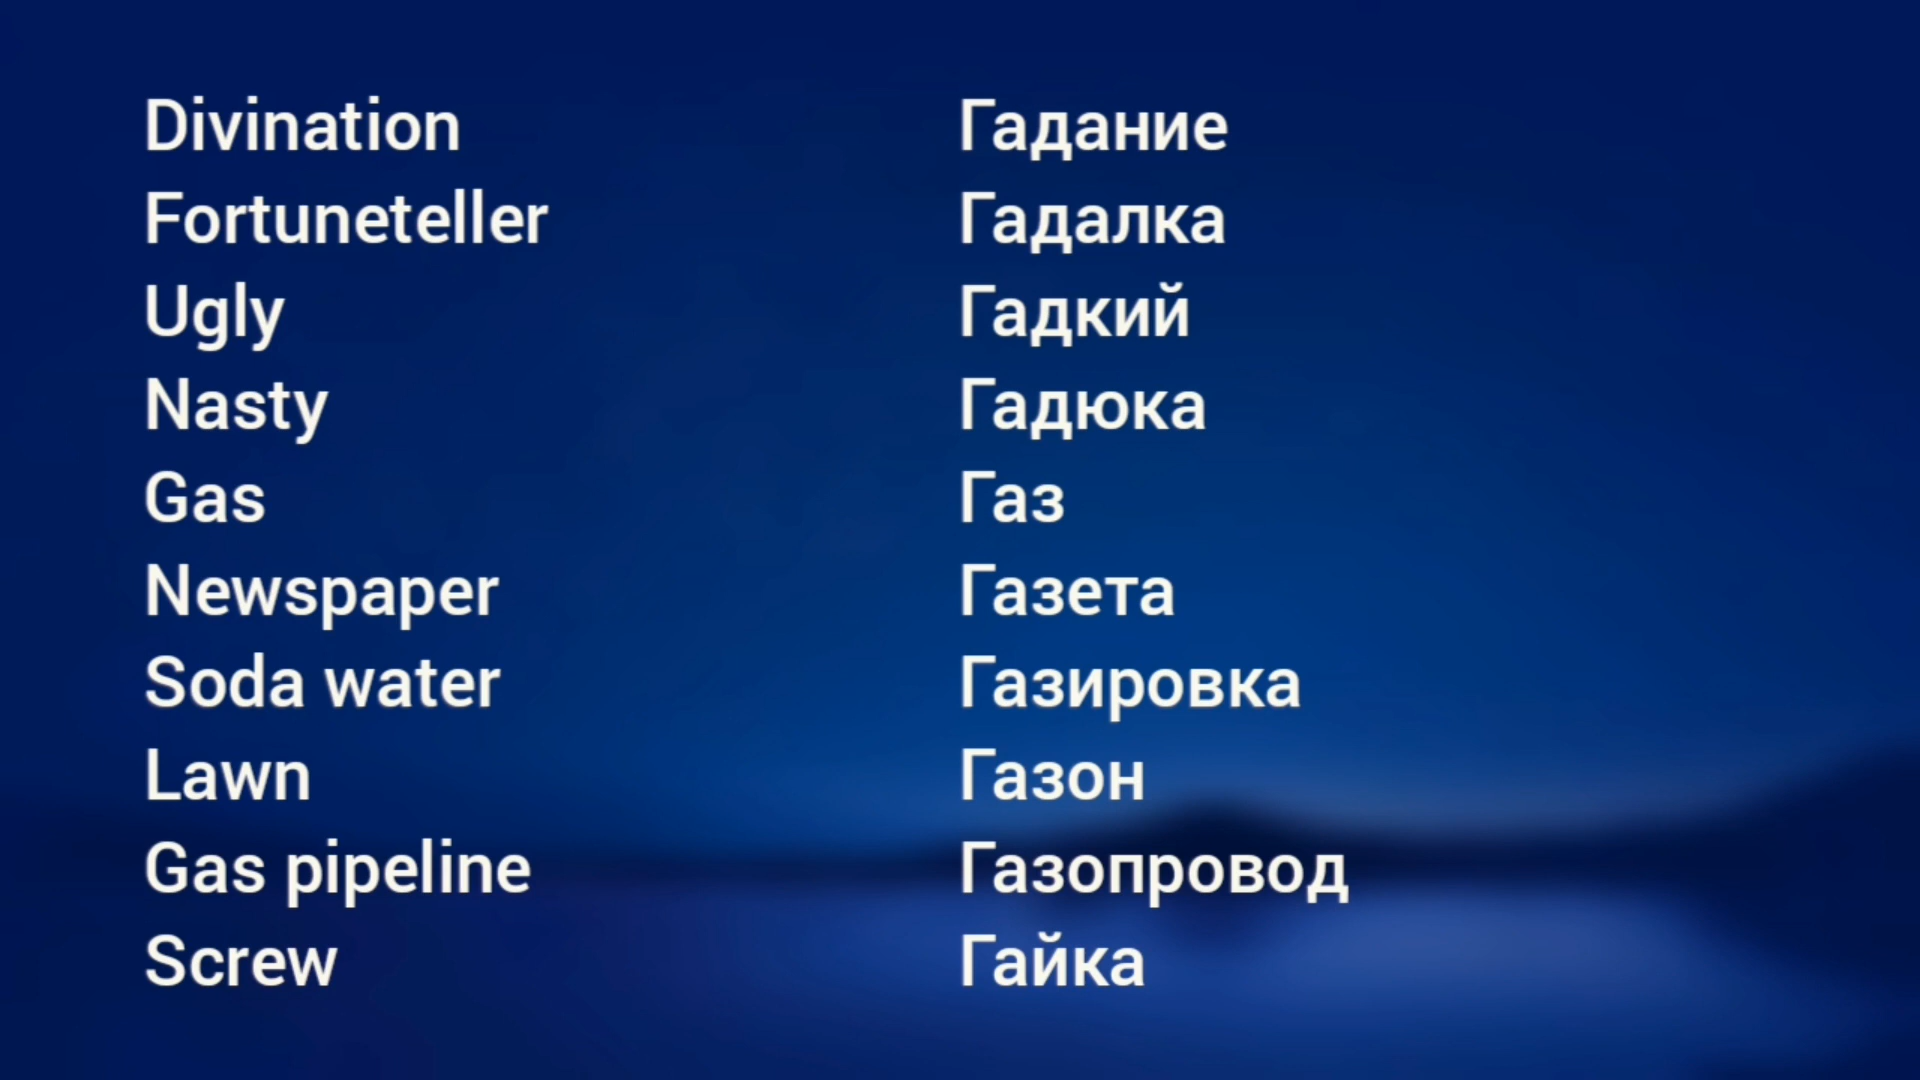 Divination Гадание
Fortuneteller Гадалка
Ugly Гадкий
Nasty Гадюка
Gas Газ
Newspaper Газета
Soda water Газировка
Lawn Газон
Gas pipeline Газопровод
Screw Гайка